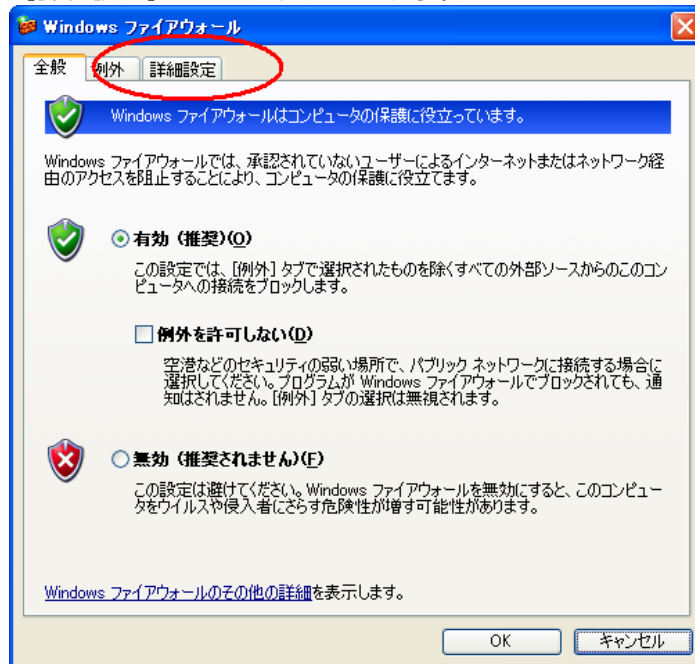 Windows ファイアウォール
全般 例外 詳細設定
Windows ファイアウォールはコンピュータの保護に役立っています。
Windows ファイアウォールでは、承認されていないユーザーによるインターネットまたはネットワーク経
由のアクセスを阻止することにより、コンピュータの保護に役立てます。
有効 (推奨)(O)
この設定では、[例外] タブで選択されたものを除くすべての外部ソースからのこのコン
ピュータへの接続をブロックします。
例外を許可しない(D)
空港などのセキュリティの弱い場所で、パブリック ネットワークに接続する場合に
選択してください。プログラムが Windows ファイアウォールでブロックされても、通
知はされません。[例外] タブの選択は無視されます。
無効 (推奨されません)(F)
この設定は避けてください。Windows ファイアウォールを無効にすると、このコンピュー
タをウイルスや侵入者にさらす危険性が増す可能性があります。
Windows ファイアウォールのその他の詳細を表示します。
OK キャンセル